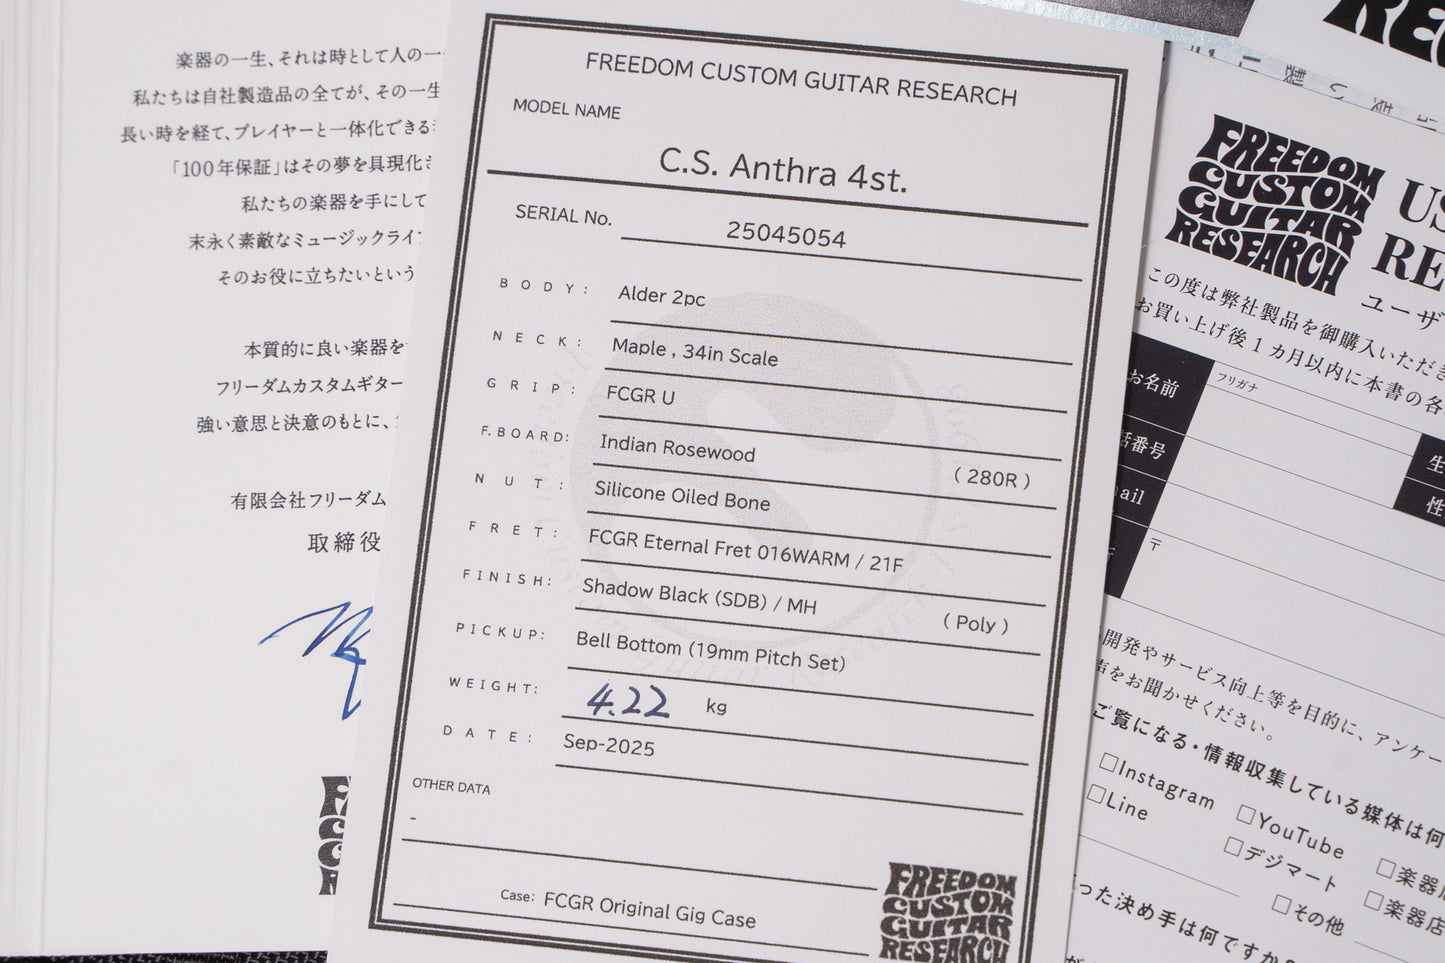 楽器の一生、それは時として人の一
私たちは自社製造品の全てが、その一生
長い時を経て、プレイヤーと一体化できる
「100年保証」はその夢を具現化さ
私たちの楽器を手にして
末永く素敵なミュージックライフ
そのお役に立ちたいという
本質的に良い楽器を
フリーダムカスタムギター
強い意思と決意のもとに、
有限会社フリーダム
取締役
FREEDOM CUSTOM GUITAR RESEARCH
MODEL NAME
C.S. Anthra 4st.
SERIAL No. 25045054
BODY: Alder 2pc
NECK: Maple , 34in Scale
GRIP: FCGR U
F.BOARD: Indian Rosewood ( 280R )
NUT: Silicone Oiled Bone
FRET: FCGR Eternal Fret 016WARM / 21F
FINISH: Shadow Black (SDB) / MH ( Poly )
PICKUP: Bell Bottom (19mm Pitch Set)
WEIGHT: 4.22 kg
DATE: Sep-2025
OTHER DATA
-
Case: FCGR Original Gig Case
FREEDOM
CUSTOM
GUITAR
RESEARCH
FREEDOM
CUSTOM
GUITAR
RESEARCH
US
RE
ユーザ
この度は弊社製品を御購入いただき
お買い上げ後1カ月以内に本書の各
お名前
フリガナ
話番号
ail
〒
生
性
開発やサービス向上等を目的に、アンケー
声をお聞かせください。
ご覧になる・情報収集している媒体は何
□Instagram
□YouTube
□楽器
□Line
□デジマート
□楽器店
□その他
った決め手は何ですか?